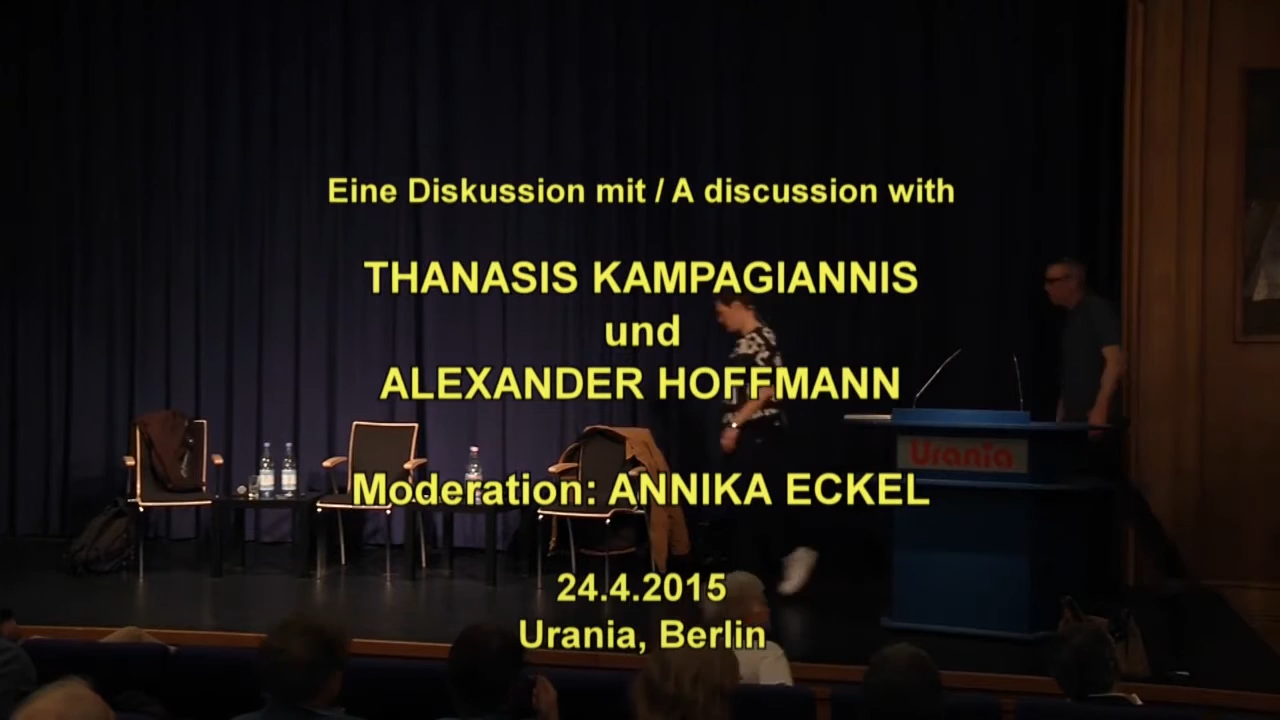 Eine Diskussion mit / A discussion with
THANASIS KAMPAGIANNIS
und
ALEXANDER HOFFMANN
Urania
Moderation: ANNIKA ECKEL
24.4.2015
Urania, Berlin